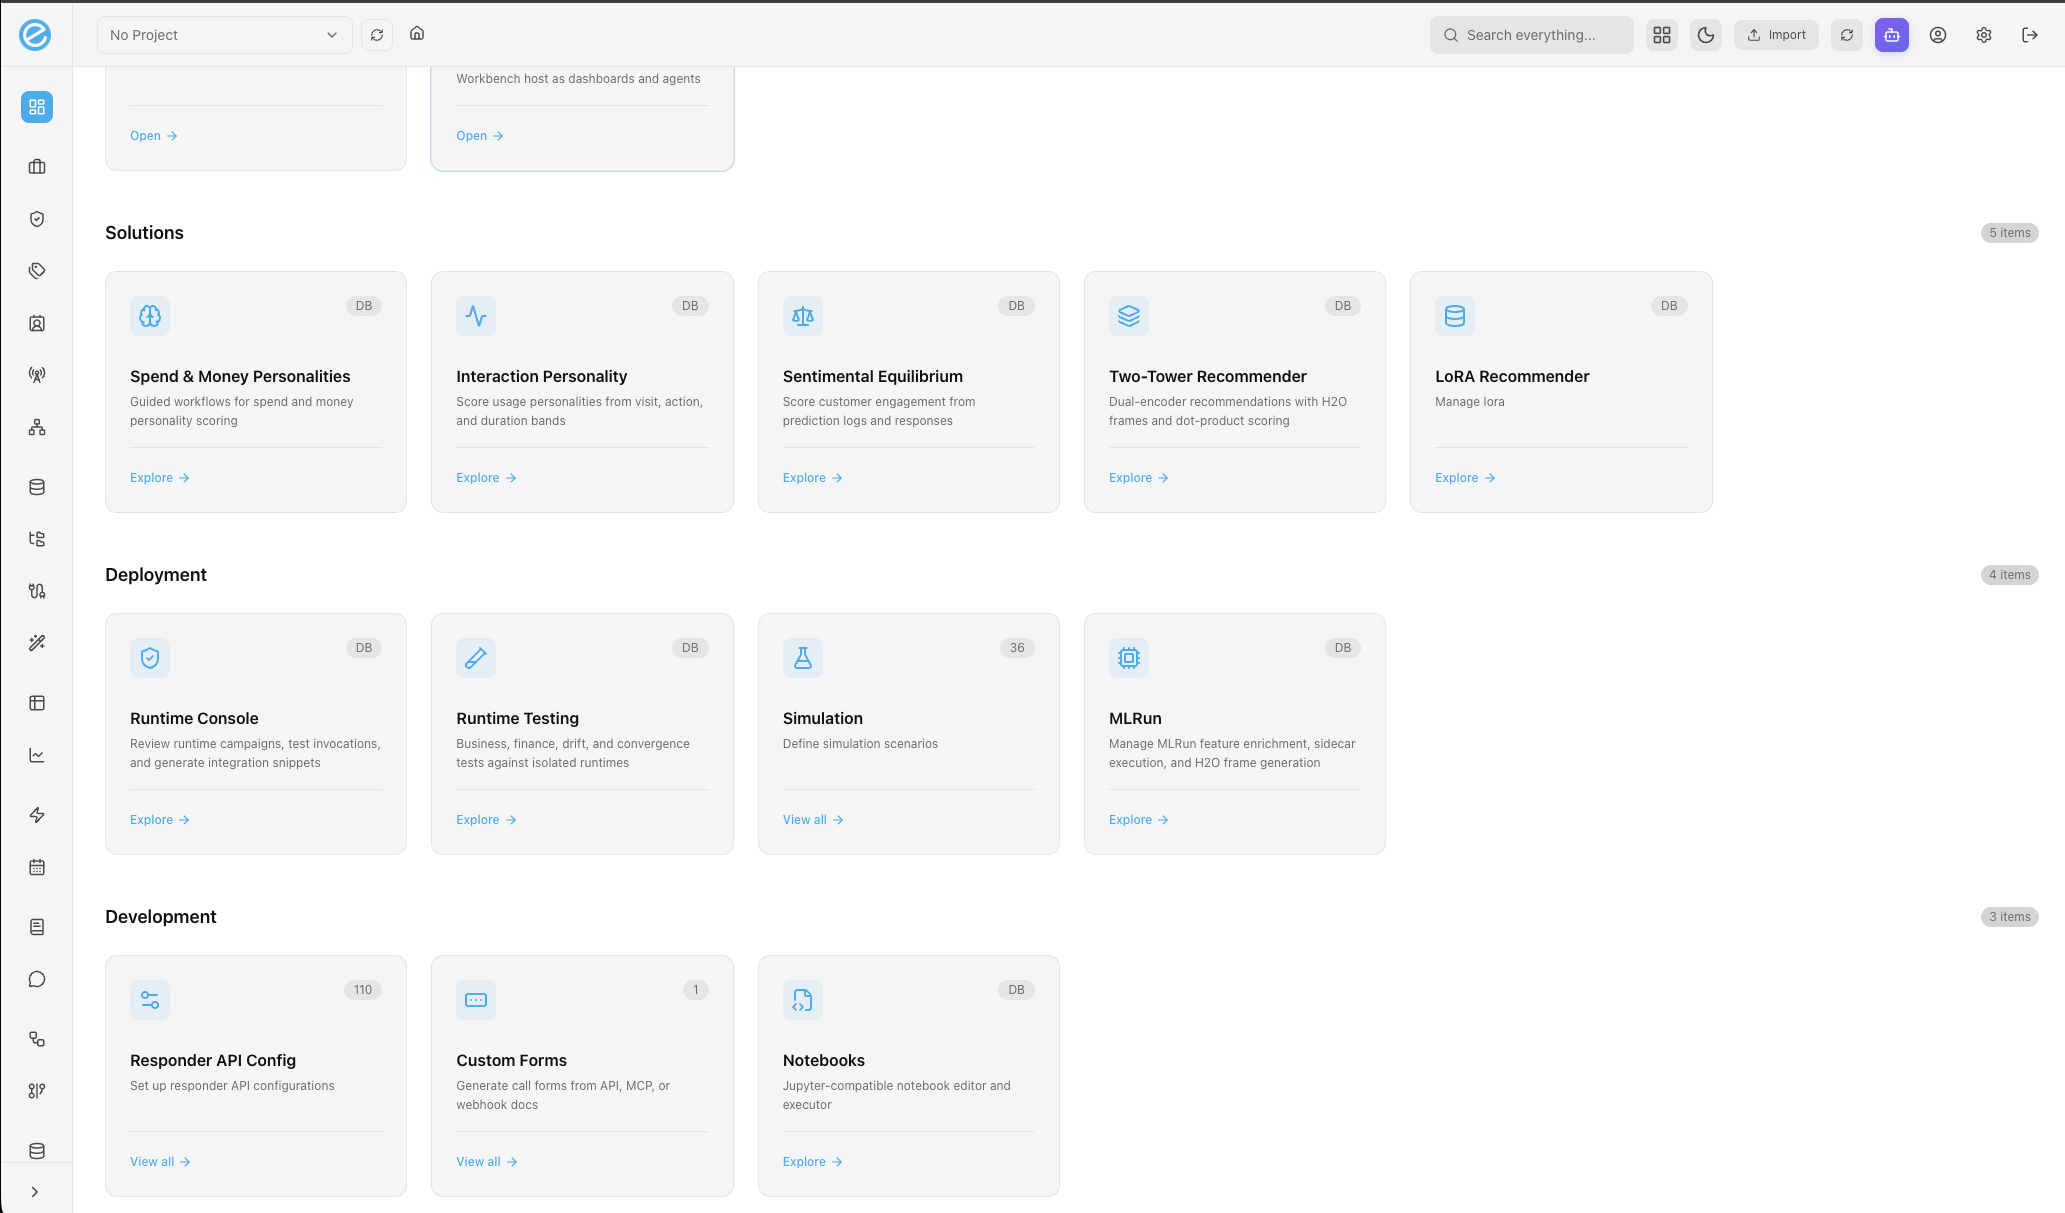 No Project
Search everything...
Import
Workbench host as dashboards and agents
Open
Open
Solutions
5 items
DB
DB
DB
DB
DB
Spend & Money Personalities
Guided workflows for spend and money
personality scoring
Explore
Interaction Personality
Score usage personalities from visit, action,
and duration bands
Explore
Sentimental Equilibrium
Score customer engagement from
prediction logs and responses
Explore
Two-Tower Recommender
Dual-encoder recommendations with H2O
frames and dot-product scoring
Explore
LoRA Recommender
Manage lora
Explore
Deployment
4 items
DB
Runtime Console
Review runtime campaigns, test invocations,
and generate integration snippets
Explore
DB
Runtime Testing
Business, finance, drift, and convergence
tests against isolated runtimes
Explore
36
Simulation
Define simulation scenarios
View all
DB
MLRun
Manage MLRun feature enrichment, sidecar
execution, and H2O frame generation
Explore
Development
3 items
110
Responder API Config
Set up responder API configurations
View all
1
Custom Forms
Generate call forms from API, MCP, or
webhook docs
View all
DB
Notebooks
Jupyter-compatible notebook editor and
executor
Explore